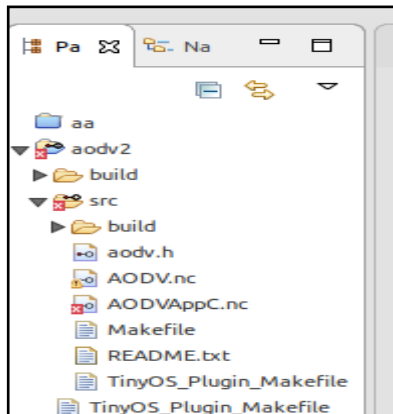 Pa Na
aa
aodv2
build
src
build
aodv.h
AODV.nc
AODVAppC.nc
Makefile
README.txt
TinyOS_Plugin_Makefile
TinyOS_Plugin_Makefile